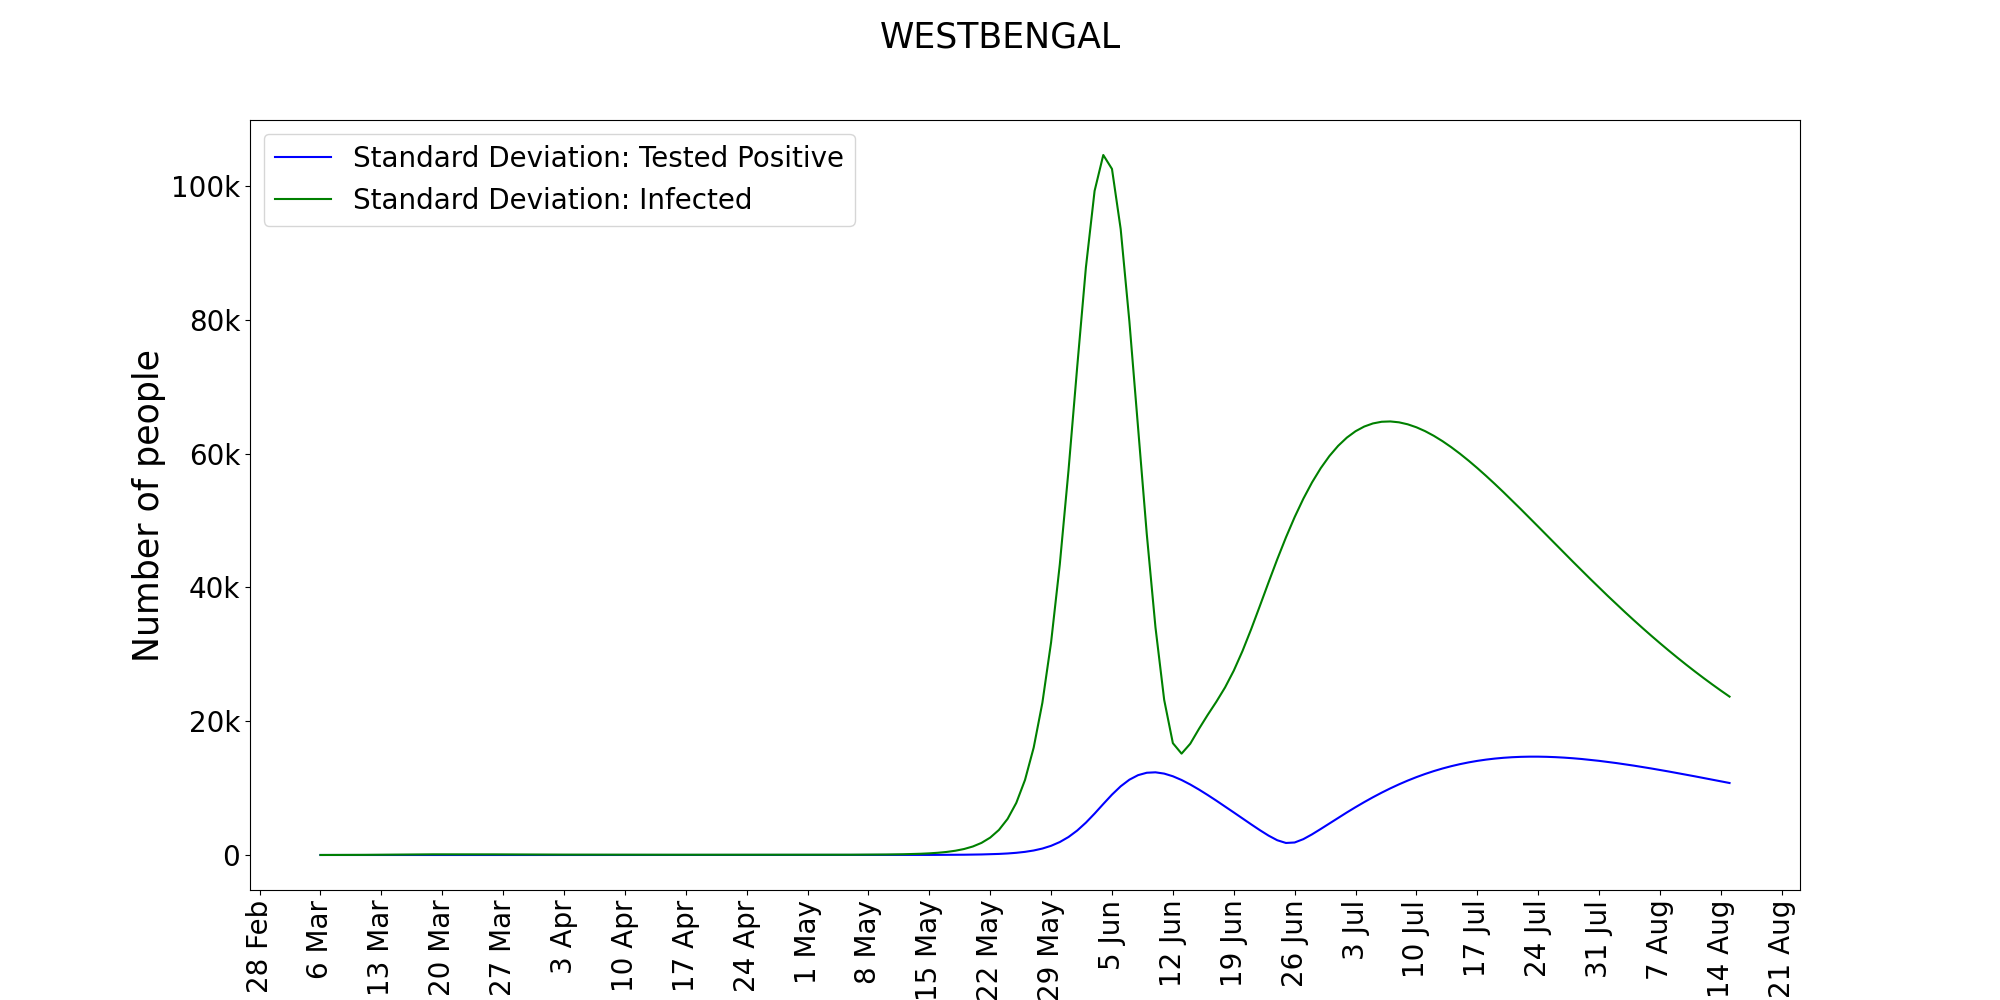 WESTBENGAL
Standard Deviation: Tested Positive
Standard Deviation: Infected
Number of people
100k
80k
60k
40k
20k
0
28 Feb
6 Mar
13 Mar
20 Mar
27 Mar
3 Apr
10 Apr
17 Apr
24 Apr
1 May
8 May
15 May
22 May
29 May
5 Jun
12 Jun
19 Jun
26 Jun
3 Jul
10 Jul
17 Jul
24 Jul
31 Jul
7 Aug
14 Aug
21 Aug